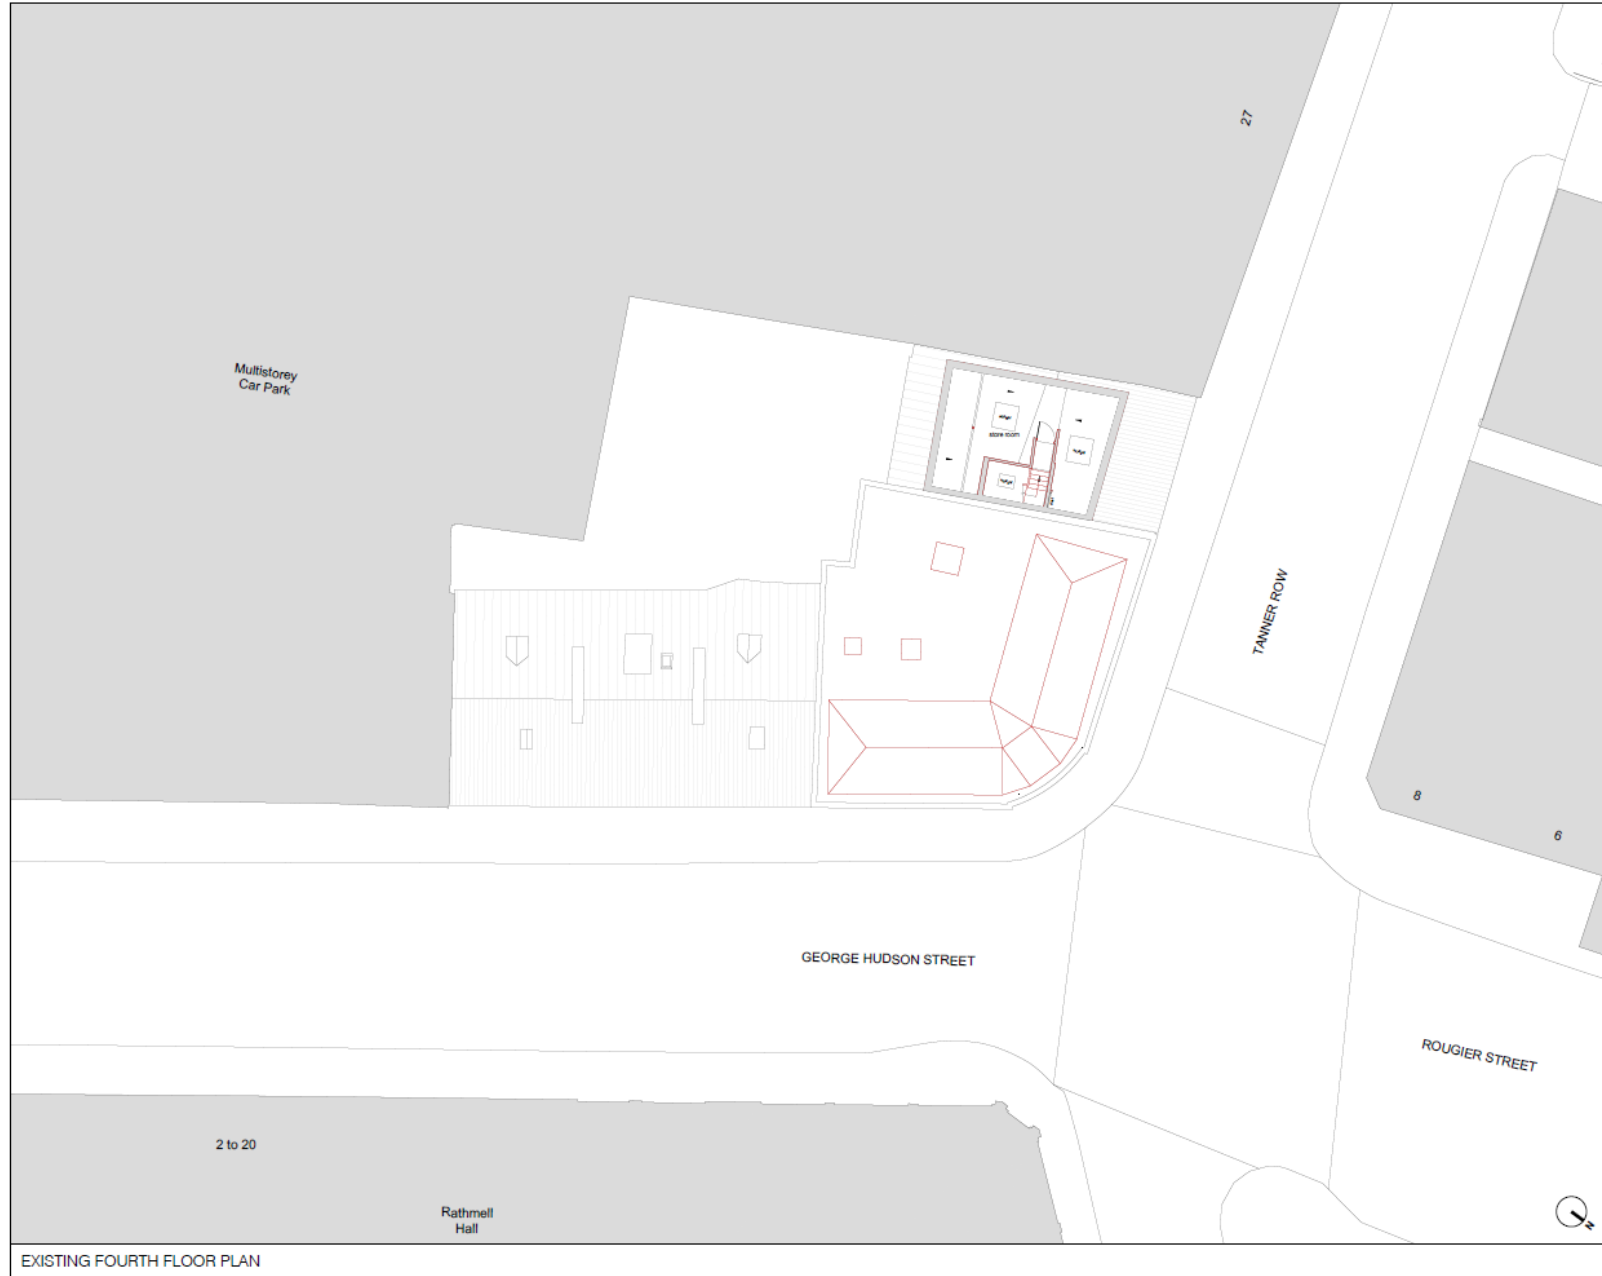 27
Multistorey
Car Park
store room
TANNER ROW
8
6
GEORGE HUDSON STREET
ROUGIER STREET
2 to 20
Rathmell
Hall
N
EXISTING FOURTH FLOOR PLAN